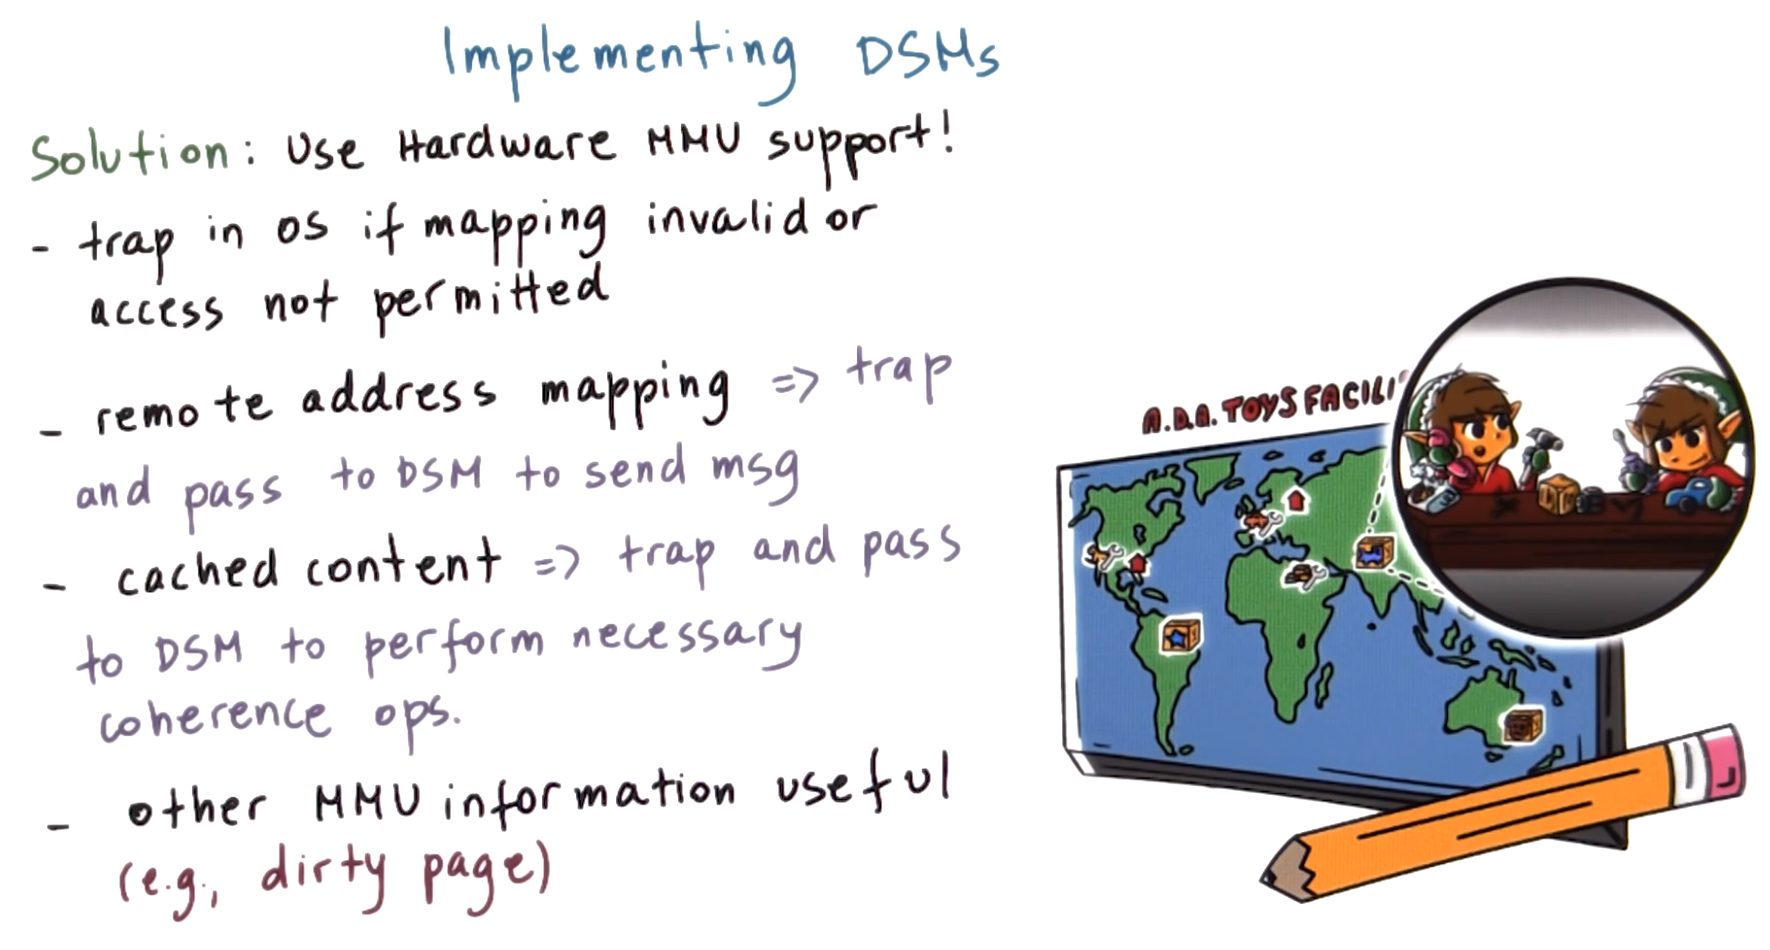 Implementing DSMs
Solution: Use Hardware MMU support!
- trap in OS if mapping invalid or
access not permitted
- remote address mapping => trap
and pass to DSM to send msg
- cached content => trap and pass
to DSM to perform necessary
coherence ops.
- other MMU information useful
(e.g., dirty page)
A.D.A. TOYS FACILI